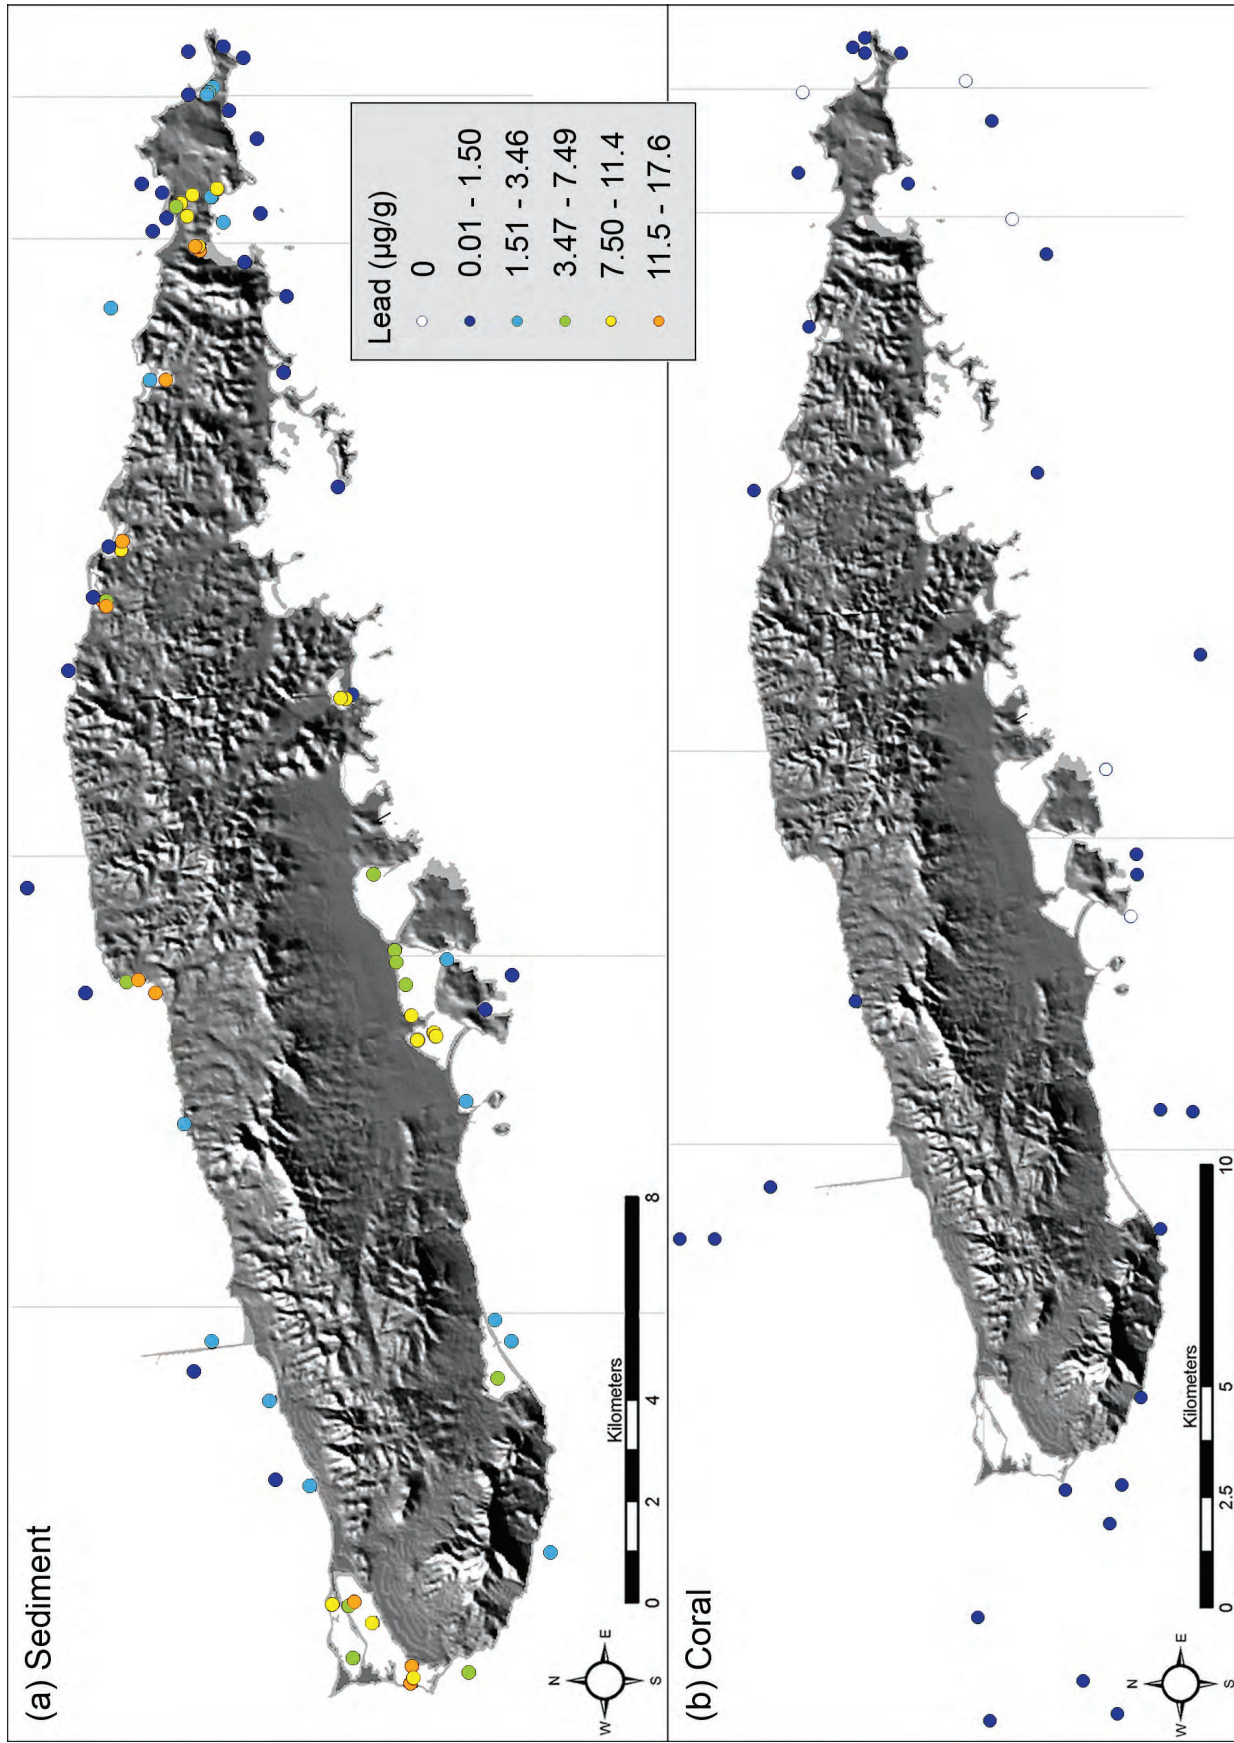 (a) Sediment
Lead (µg/g)
0
0.01 - 1.50
1.51 - 3.46
3.47 - 7.49
7.50 - 11.4
11.5 - 17.6
N
W E
S
Kilometers
0 2 4 8
(b) Coral
N
W E
S
Kilometers
0 2.5 5 10